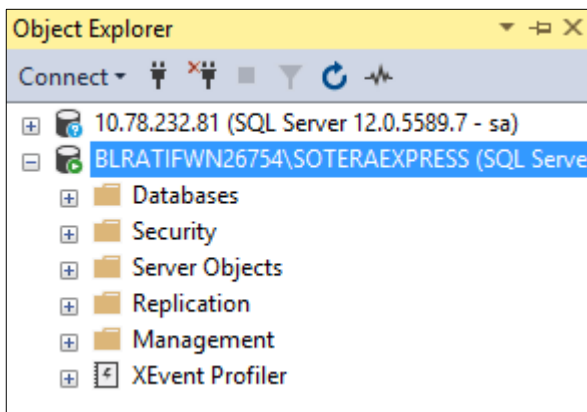 Object Explorer
Connect
10.78.232.81 (SQL Server 12.0.5589.7 - sa)
BLRATIFWN26754\SOTERAEXPRESS (SQL Serve
Databases
Security
Server Objects
Replication
Management
XEvent Profiler